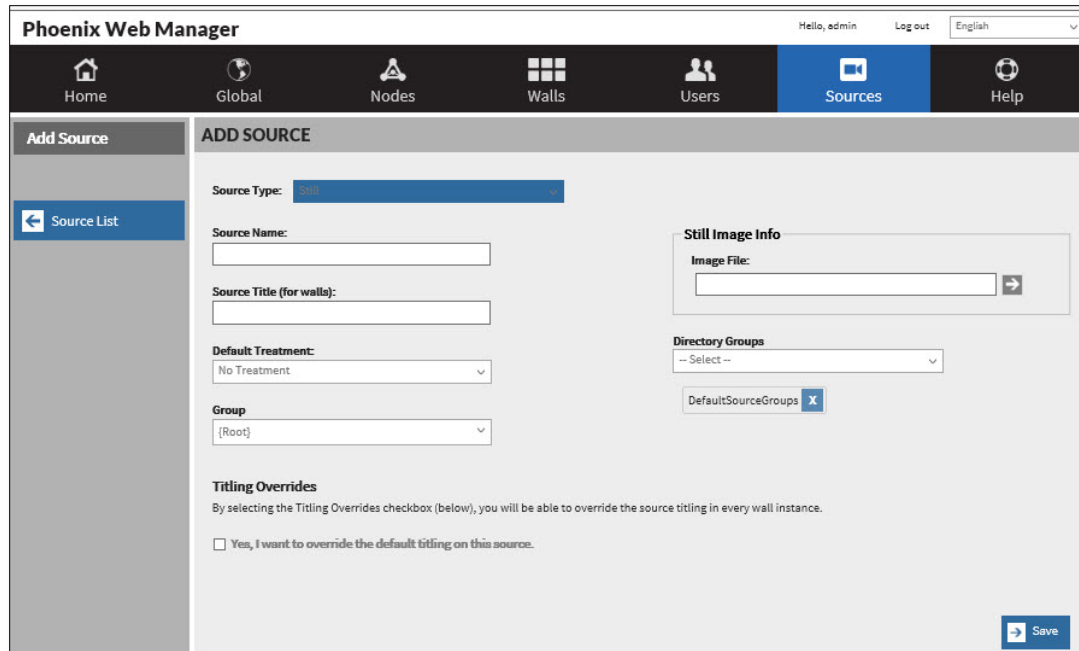 Phoenix Web Manager
Hello, admin
Log out
English
Home
Global
Nodes
Walls
Users
Sources
Help
Add Source
ADD SOURCE
Source List
Source Type: Still
Source Name:
Still Image Info
Image File:
Source Title (for walls):
Default Treatment:
No Treatment
Directory Groups
-- Select --
DefaultSourceGroups X
Group
{Root}
Titling Overrides
By selecting the Titling Overrides checkbox (below), you will be able to override the source titling in every wall instance.
Yes, I want to override the default titling on this source.
Save